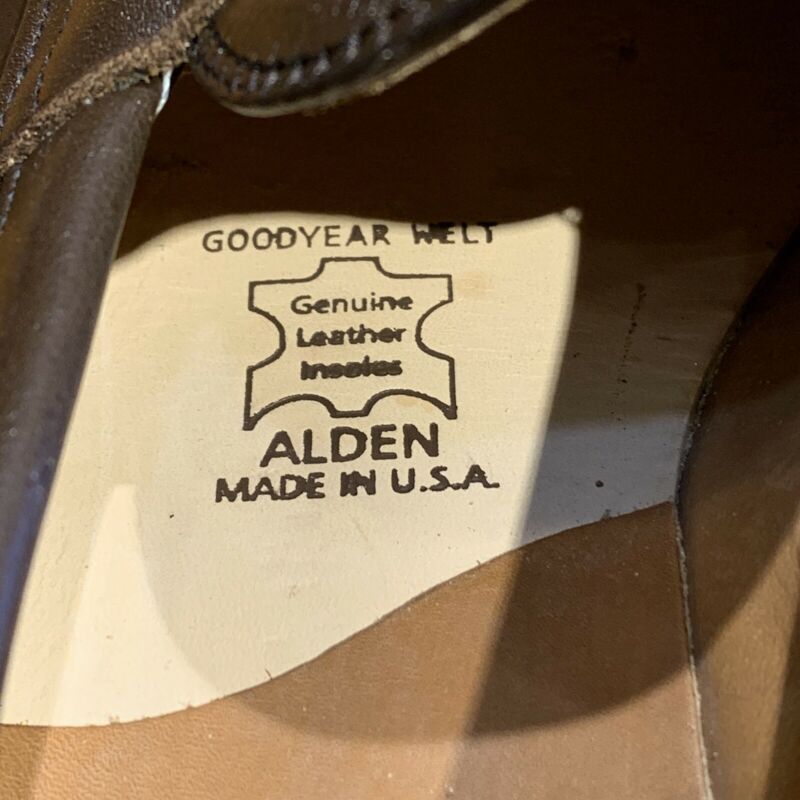 GOODYEAR WELT
Genuine
Leather
Insoles
ALDEN
MADE IN U.S.A.